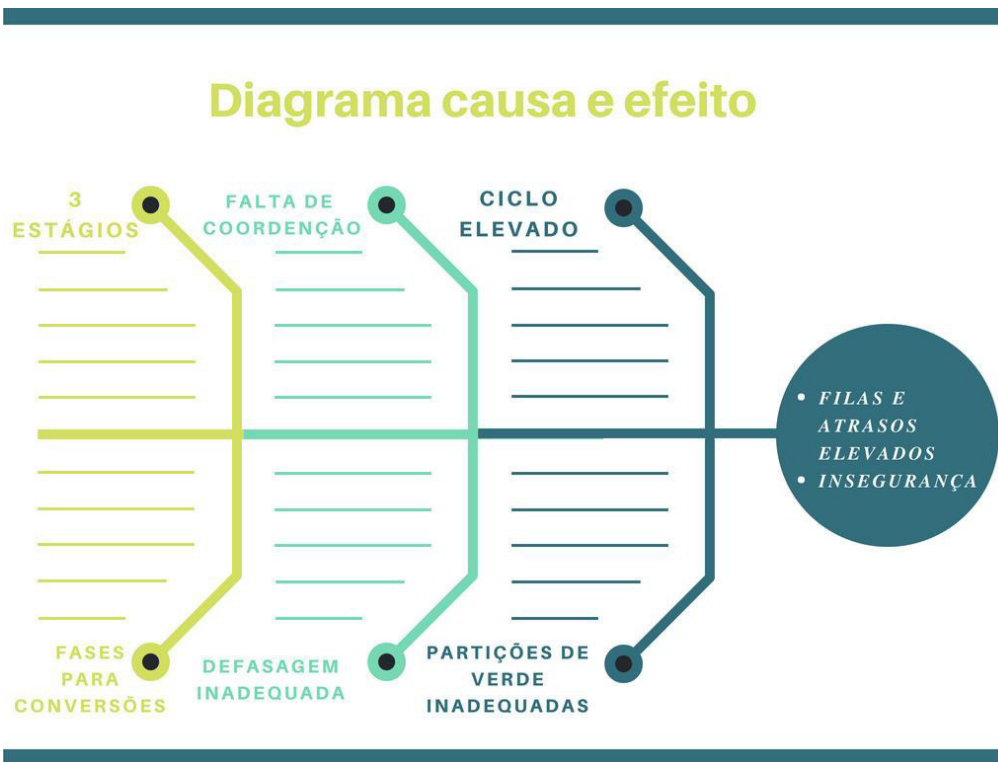 Diagrama causa e efeito
3
ESTÁGIOS
FALTA DE
COORDENÇÃO
CICLO
ELEVADO
• FILAS E
ATRASOS
ELEVADOS
• INSEGURANÇA
FASES
PARA
CONVERSÕES
DEFASAGEM
INADEQUADA
PARTIÇÕES DE
VERDE
INADEQUADAS